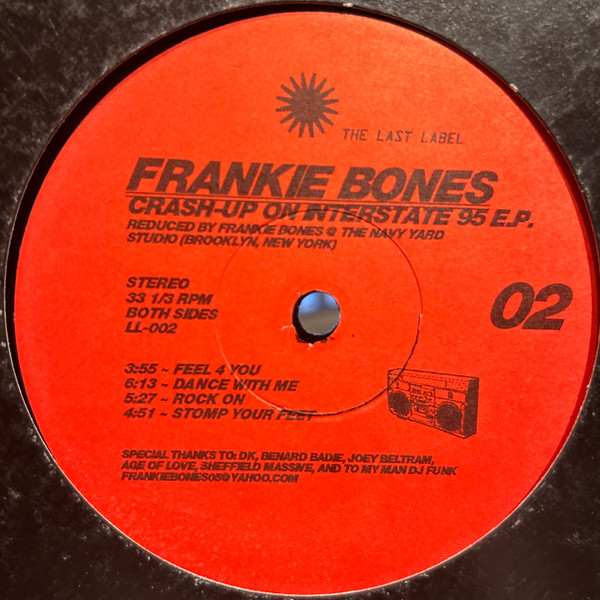 THE LAST LABEL
FRANKIE BONES
CRASH-UP ON INTERSTATE 95 E.P.
REDUCED BY FRANKIE BONES @ THE NAVY YARD
STUDIO (BROOKLYN, NEW YORK)
STEREO
33 1/3 RPM
BOTH SIDES
LL-002
02
3:55 ~ FEEL 4 YOU
6:13 ~ DANCE WITH ME
5:27 ~ ROCK ON
4:51 ~ STOMP YOUR FEET
SPECIAL THANKS TO: DK, BENARD BADIE, JOEY BELTRAM,
AGE OF LOVE, SHEFFIELD MASSIVE, AND TO MY MAN DJ FUNK
FRANKIEBONES05@YAHOO.COM